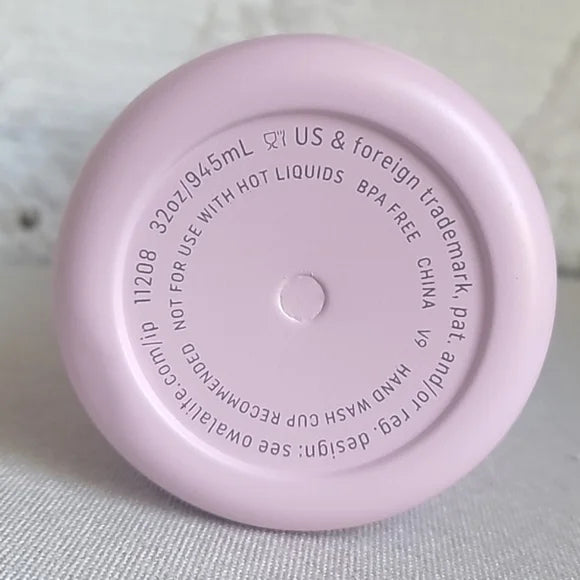 32oz/945mL US & foreign trademark, pat. and/or reg. design: see owalalife.com/ip 11208
NOT FOR USE WITH HOT LIQUIDS BPA FREE CHINA V9 HAND WASH CUP RECOMMENDED